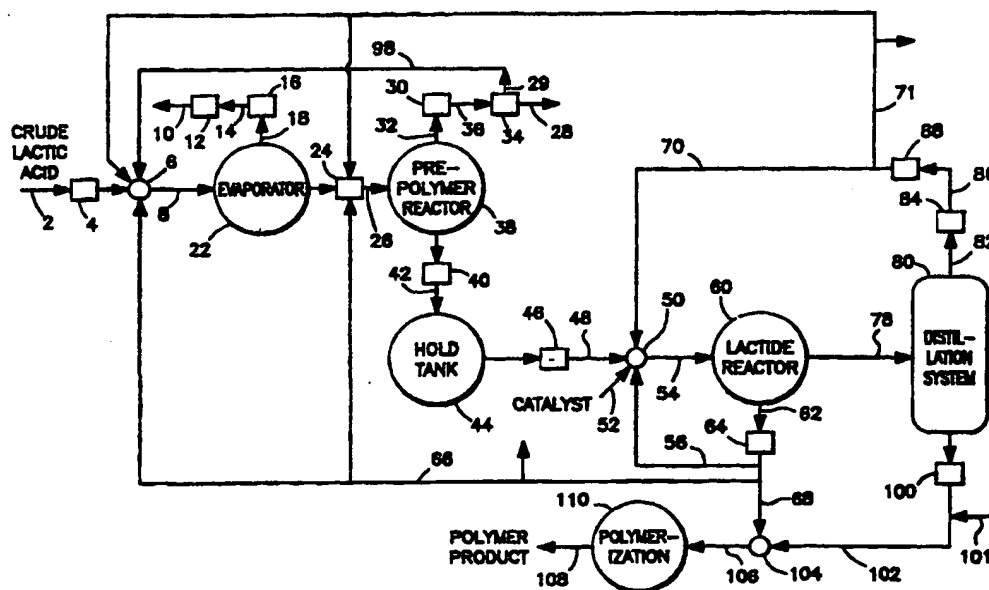 98
71
16
30
29
88
CRUDE
LACTIC
ACID
10
12
14
18
32
36
34
28
70
86
24
84
6
EVAPORATOR
PRE-
POLYMER
REACTOR
82
2
4
8
22
26
38
80
60
42
40
46
48
50
78
HOLD
TANK
LACTIDE
REACTOR
DISTIL-
LATION
SYSTEM
CATALYST
54
44
52
62
64
56
66
100
110
68
POLYMER
PRODUCT
POLYMER-
IZATION
101
108
106
104
102